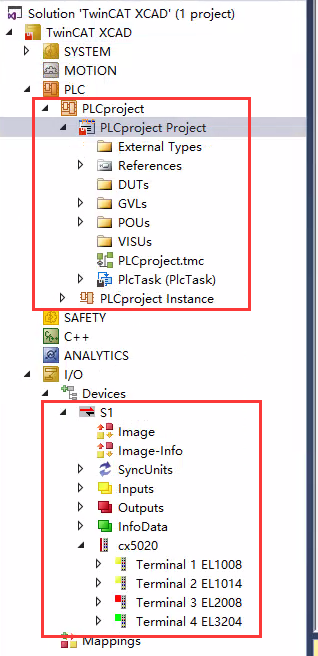 Solution 'TwinCAT XCAD' (1 project)
TwinCAT XCAD
SYSTEM
MOTION
PLC
PLCproject
PLCproject Project
External Types
References
DUTs
GVLs
POUs
VISUs
PLCproject.tmc
PlcTask (PlcTask)
PLCproject Instance
SAFETY
C++
ANALYTICS
I/O
Devices
S1
Image
Image-Info
SyncUnits
Inputs
Outputs
InfoData
cx5020
Terminal 1 EL1008
Terminal 2 EL1014
Terminal 3 EL2008
Terminal 4 EL3204
Mappings